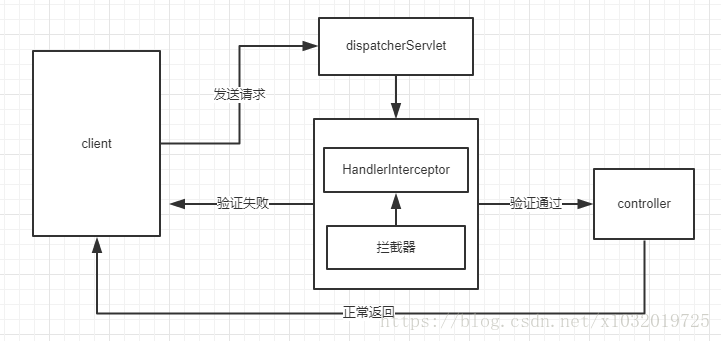 dispatcherServlet
发送请求
client
HandlerInterceptor
验证失败
验证通过
controller
拦截器
正常返回
https://blog.csdn.net/x1032019725